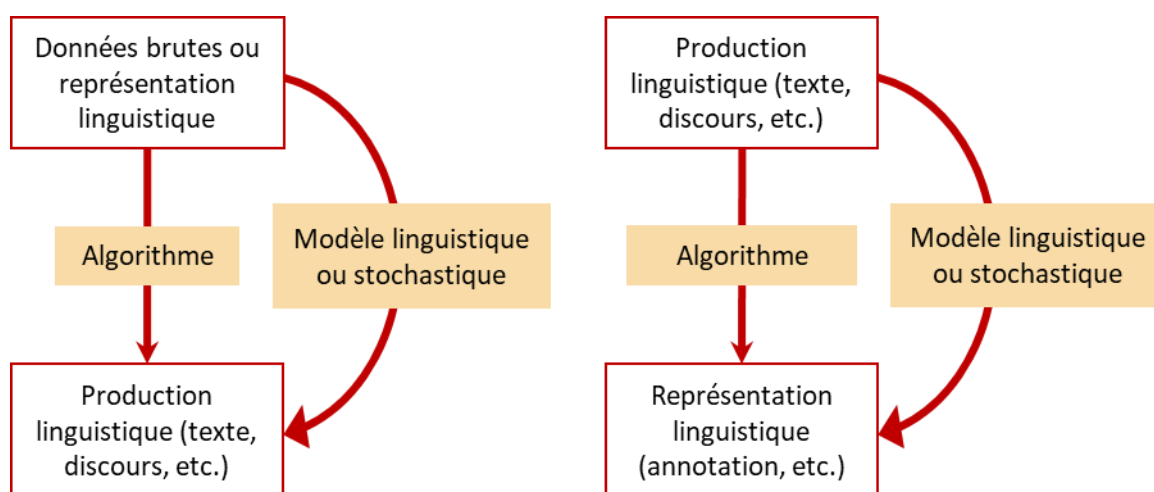 Données brutes ou
représentation
linguistique
Algorithme
Modèle linguistique
ou stochastique
Production
linguistique (texte,
discours, etc.)
Production
linguistique (texte,
discours, etc.)
Algorithme
Modèle linguistique
ou stochastique
Représentation
linguistique
(annotation, etc.)